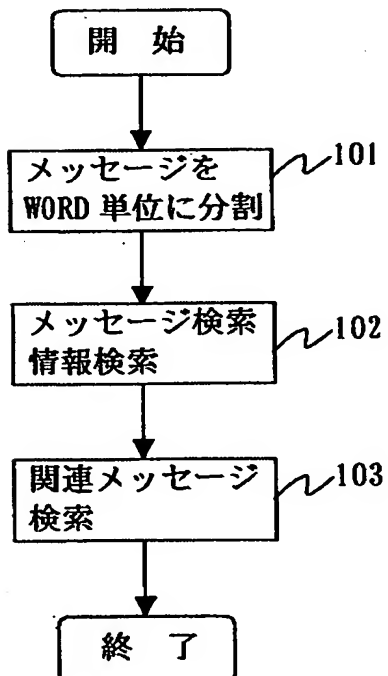 開 始
メッセージを
WORD 単位に分割
101
メッセージ検索
情報検索
102
関連メッセージ
検索
103
終 了